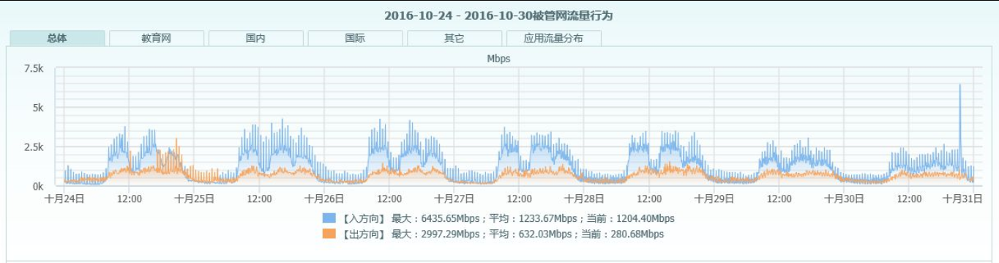 2016-10-24 - 2016-10-30被管网流量行为
总体 教育网 国内 国际 其它 应用流量分布
Mbps
7.5k
5k
2.5k
0k
十月24日 12:00 十月25日 12:00 十月26日 12:00 十月27日 12:00 十月28日 12:00 十月29日 12:00 十月30日 12:00 十月31日
【入方向】 最大：6435.65Mbps；平均：1233.67Mbps；当前：1204.40Mbps
【出方向】 最大：2997.29Mbps；平均：632.03Mbps；当前：280.68Mbps